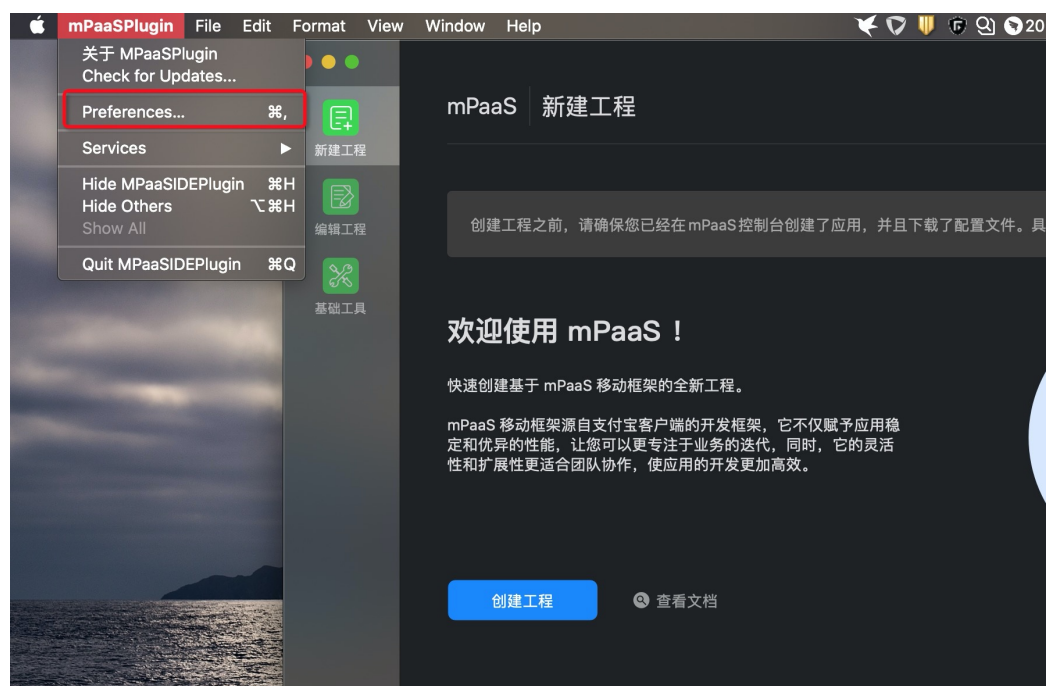 mPaaSPlugin File Edit Format View Window Help 20
关于 MPaaSPlugin
Check for Updates...
Preferences... ⌘,
Services ▶
Hide MPaaSIDEPlugin ⌘H
Hide Others ⌥⌘H
Show All
Quit MPaaSIDEPlugin ⌘Q
新建工程
编辑工程
基础工具
mPaaS 新建工程
创建工程之前，请确保您已经在 mPaaS 控制台创建了应用，并且下载了配置文件。具
欢迎使用 mPaaS！
快速创建基于 mPaaS 移动框架的全新工程。
mPaaS 移动框架源自支付宝客户端的开发框架，它不仅赋予应用稳
定和优异的性能，让您可以更专注于业务的迭代，同时，它的灵活
性和扩展性更适合团队协作，使应用的开发更加高效。
创建工程 查看文档